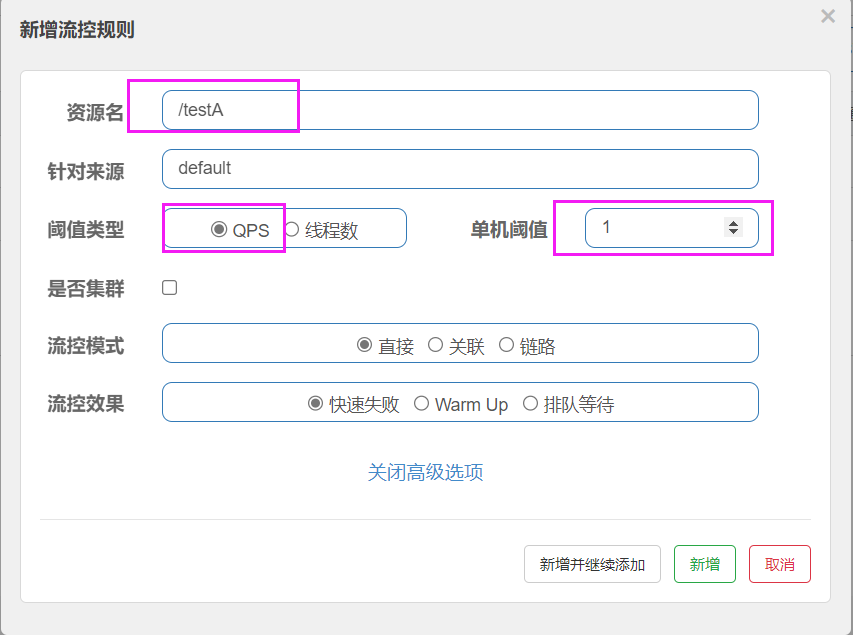 新增流控规则
×
资源名 /testA
针对来源 default
阈值类型 QPS 线程数 单机阈值 1
是否集群
流控模式 直接 关联 链路
流控效果 快速失败 Warm Up 排队等待
关闭高级选项
新增并继续添加 新增 取消